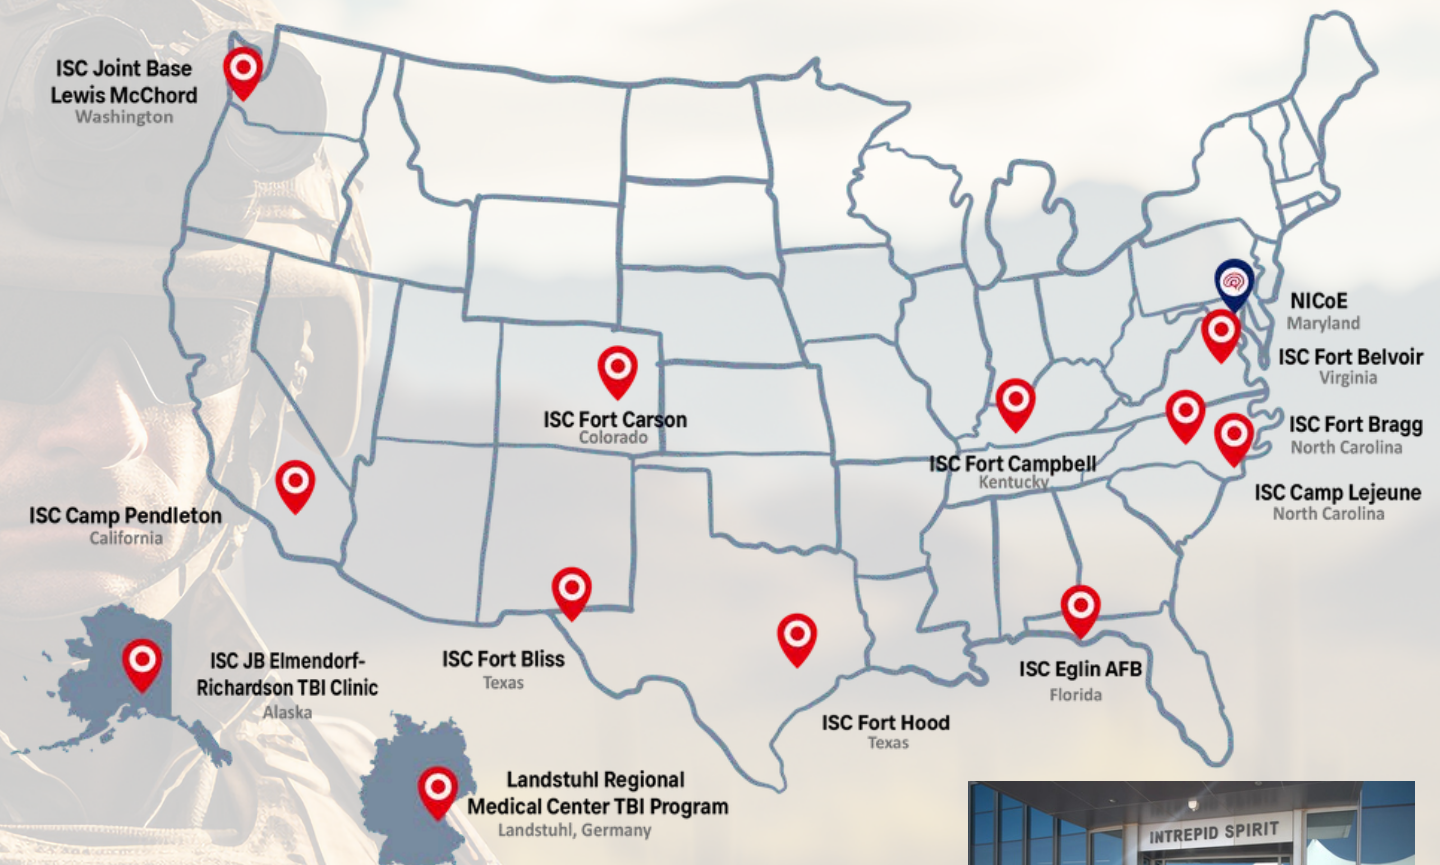 ISC Joint Base
Lewis McChord
Washington
NICoE
Maryland
ISC Fort Belvoir
Virginia
ISC Fort Carson
Colorado
ISC Fort Bragg
North Carolina
ISC Fort Campbell
Kentucky
ISC Camp Lejeune
North Carolina
ISC Camp Pendleton
California
ISC JB Elmendorf-
Richardson TBI Clinic
Alaska
ISC Fort Bliss
Texas
ISC Eglin AFB
Florida
ISC Fort Hood
Texas
Landstuhl Regional
Medical Center TBI Program
Landstuhl, Germany
INTREPID SPIRIT